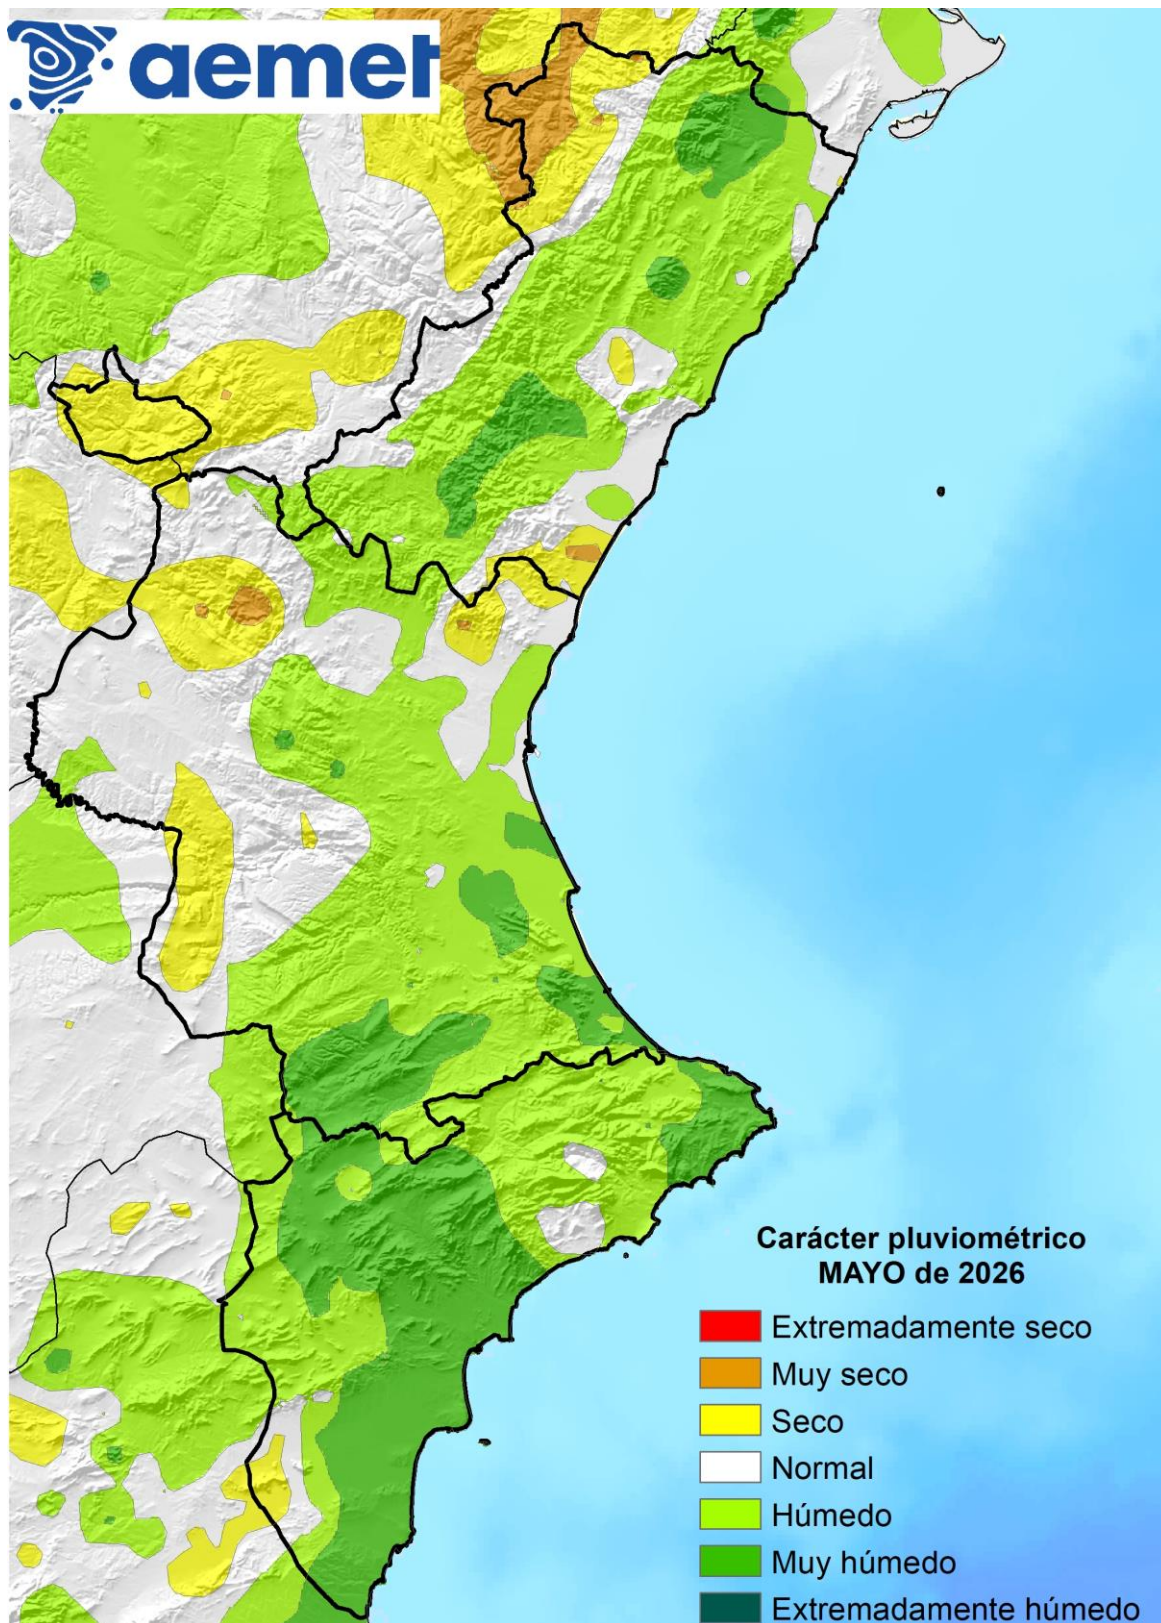 aemet
Carácter pluviométrico
MAYO de 2026
Extremadamente seco
Muy seco
Seco
Normal
Húmedo
Muy húmedo
Extremadamente húmedo